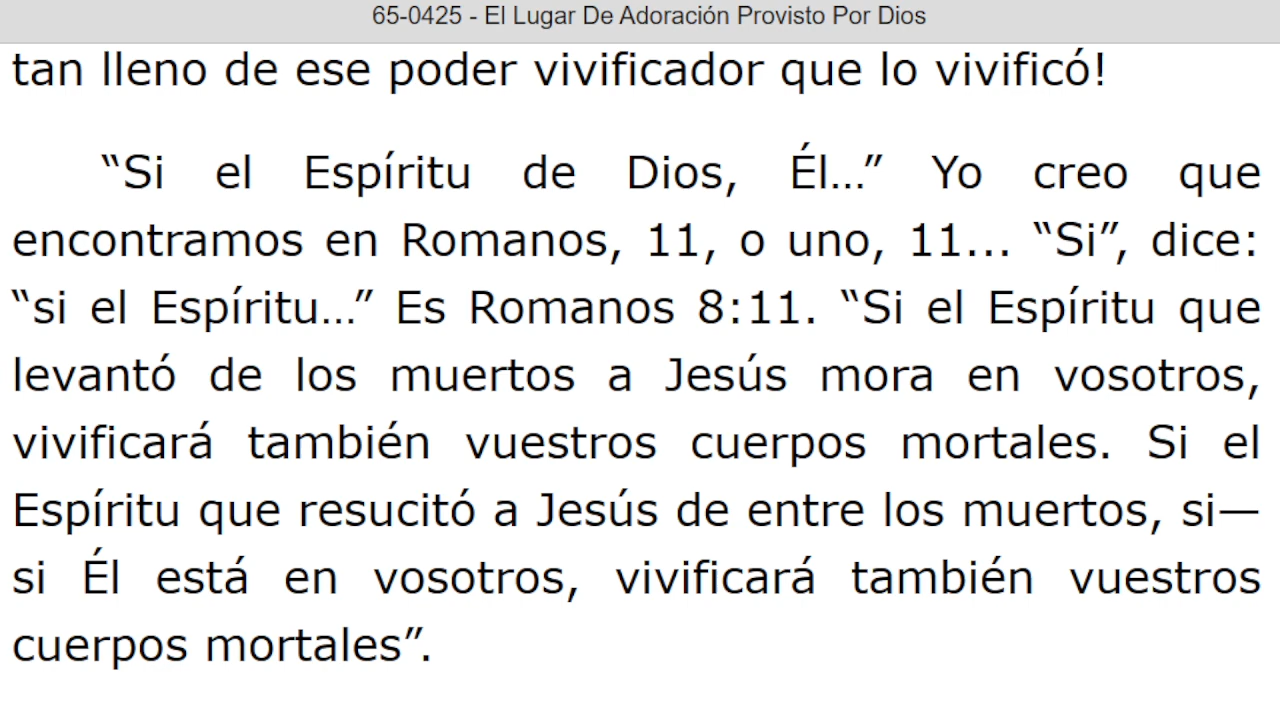 65-0425 - El Lugar De Adoración Provisto Por Dios
tan lleno de ese poder vivificador que lo vivificó!
“Si el Espíritu de Dios, Él...” Yo creo que
encontramos en Romanos, 11, o uno, 11... “Si”, dice:
“si el Espíritu...” Es Romanos 8:11. “Si el Espíritu que
levantó de los muertos a Jesús mora en vosotros,
vivificará también vuestros cuerpos mortales. Si el
Espíritu que resucitó a Jesús de entre los muertos, si—
si Él está en vosotros, vivificará también vuestros
cuerpos mortales”.